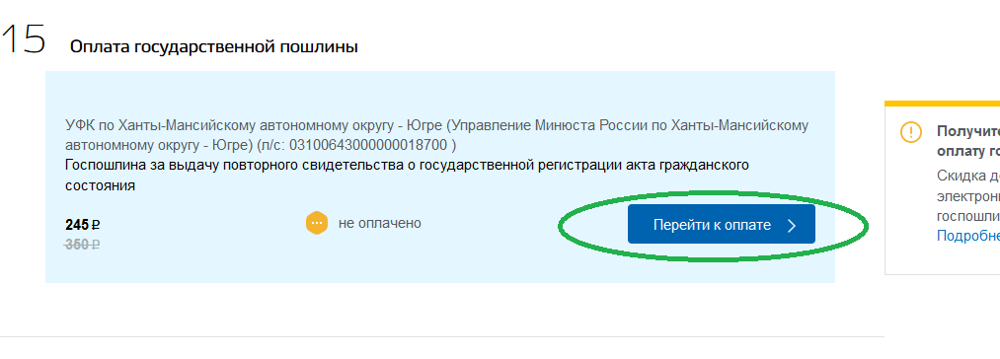 15 Оплата государственной пошлины
УФК по Ханты-Мансийскому автономному округу - Югре (Управление Минюста России по Ханты-Мансийскому
автономному округу - Югре) (л/с: 03100643000000018700 )
Госпошлина за выдачу повторного свидетельства о государственной регистрации акта гражданского
состояния
245 ₽
350 ₽
не оплачено
Перейти к оплате
Получите
оплату го
Скидка д
электрон
госпошли
Подробне